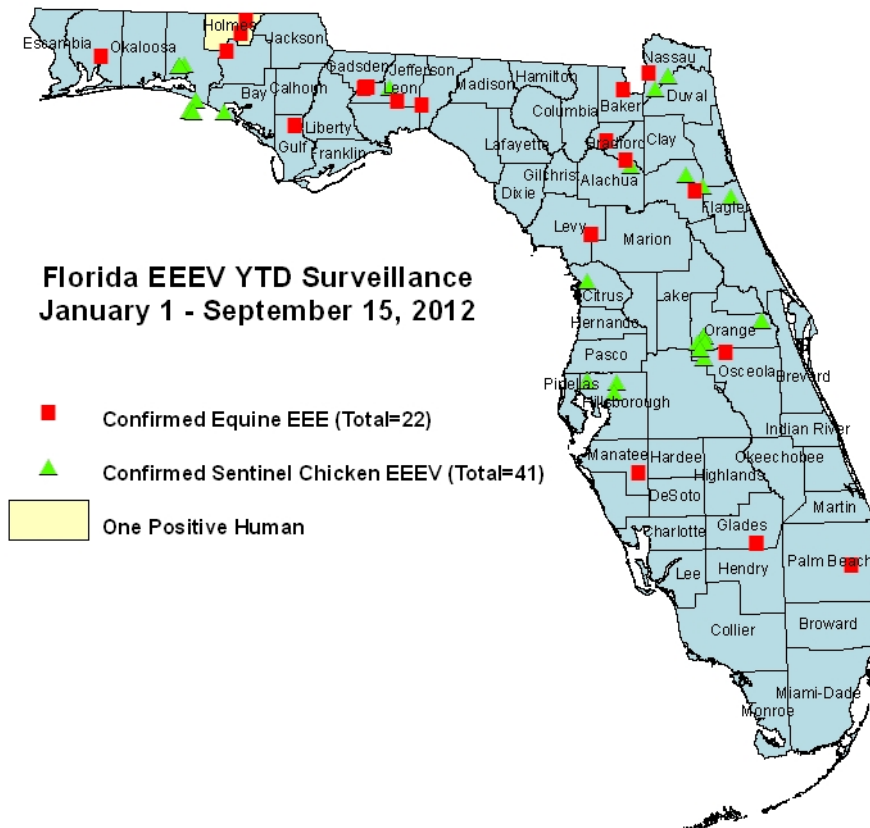 Holmes
Escambia
Okaloosa
Jackson
Gadsden
Jefferson
Leon
Madison
Hamilton
Nassau
Bay
Calhoun
Liberty
Gulf
Franklin
Columbia
Baker
Duval
Lafayette
Bradford
Clay
Gilchrist
Alachua
Dixie
Flagler
Levy
Marion
Florida EEEV YTD Surveillance
January 1 - September 15, 2012
Citrus
Lake
Hernando
Orange
Pasco
Osceola
Brevard
Pinellas
Hillsborough
Confirmed Equine EEE (Total=22)
Indian River
Manatee
Hardee
Okeechobee
Highlands
Confirmed Sentinel Chicken EEEV (Total=41)
DeSoto
Martin
Charlotte
Glades
One Positive Human
Palm Beach
Lee
Hendry
Collier
Broward
Miami-Dade
Monroe